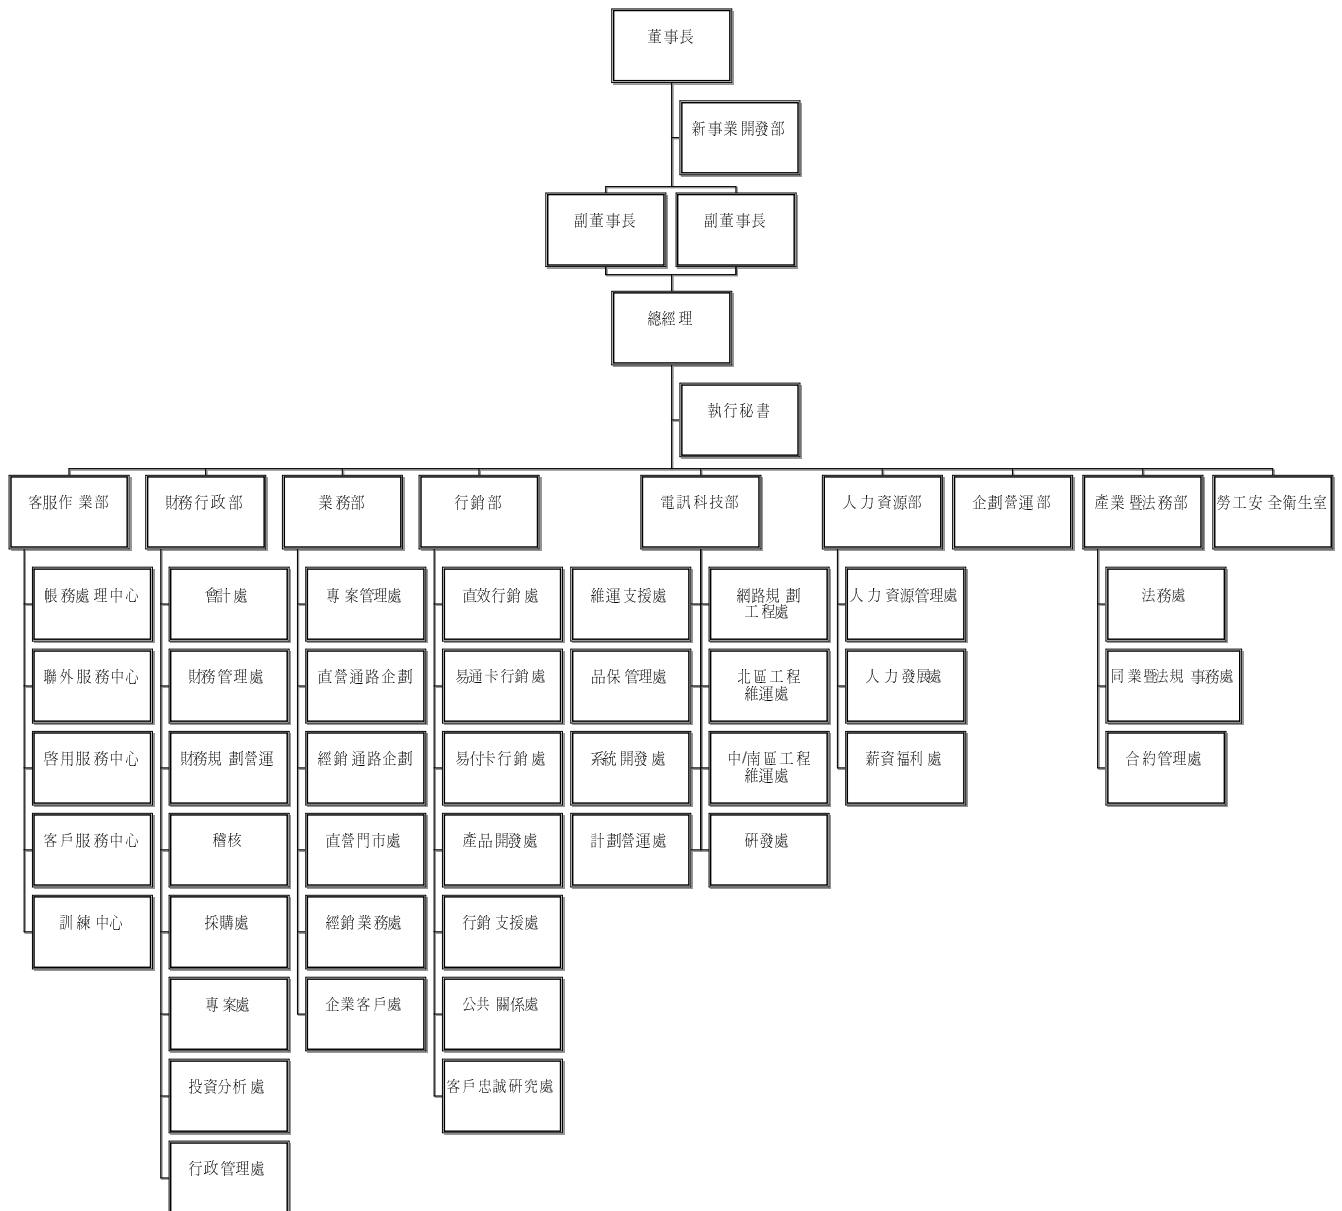 董事長
新事業開發部
副董事長
副董事長
總經理
執行秘書
客服作業部
財務行政部
業務部
行銷部
電訊科技部
人力資源部
企劃營運部
產業暨法務部
勞工安全衛生室
帳務處理中心
會計處
專案管理處
直效行銷處
維運支援處
網路規劃
工程處
人力資源管理處
法務處
聯外服務中心
財務管理處
直營通路企劃
易通卡行銷處
品保管理處
北區工程
維運處
人力發展處
同業暨法規事務處
啓用服務中心
財務規劃營運
經銷通路企劃
易付卡行銷處
系統開發處
中/南區工程
維運處
薪資福利處
合約管理處
客戶服務中心
稽核
直營門市處
產品開發處
計劃營運處
研發處
訓練中心
採購處
經銷業務處
行銷支援處
專案處
企業客戶處
公共關係處
投資分析處
客戶忠誠研究處
行政管理處